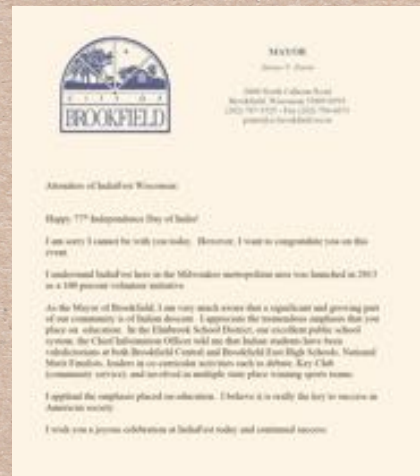 CITY OF
BROOKFIELD
MAYOR
Brookfield, Wisconsin
Attendees of IndiaFest Wisconsin:
Happy 77th Independence Day of India!
I am sorry I cannot be with you today. However, I want to congratulate you on this
event.
I understand IndiaFest here in the Milwaukee metropolitan area was launched in 2013
as a 100 percent volunteer initiative.
As the Mayor of Brookfield, I am very much aware that a significant and growing part
of our community is of Indian descent. I appreciate the tremendous emphasis that you
place on education. In the Elmbrook School District, our excellent public school
system, the Chief Information Officer told me that Indian students have been
valedictorians at both Brookfield Central and Brookfield East High Schools, National
Merit Finalists, leaders in co-curricular activities such as debate, Key Club
(community service), and involved in multiple state place winning sports teams.
I applaud the emphasis placed on education. I believe it is really the key to success in
American society.
I wish you a joyous celebration at IndiaFest today and continued success.